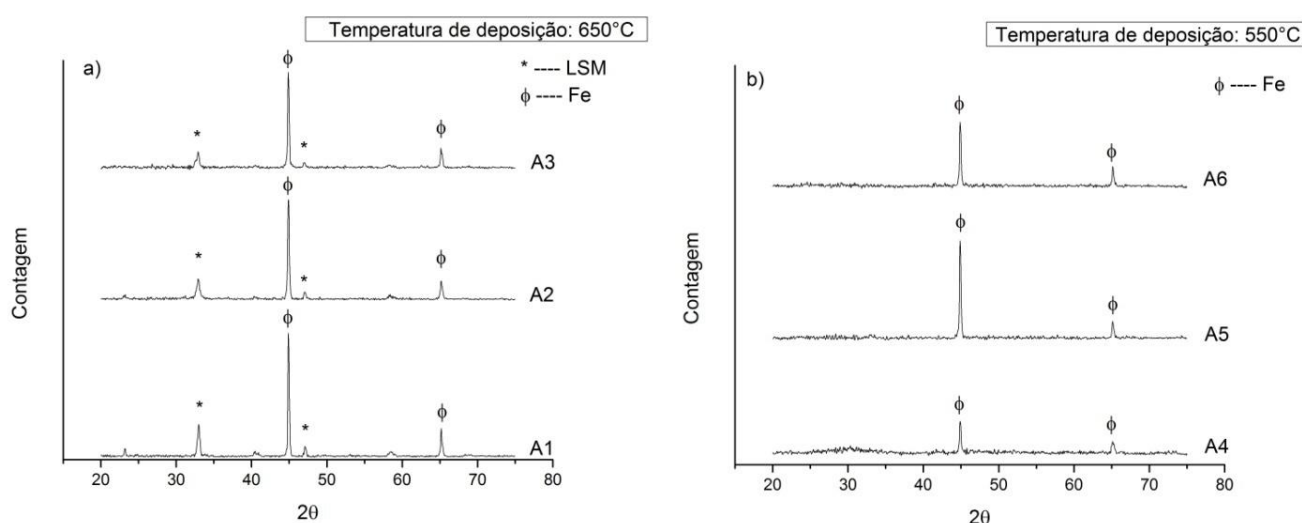 Temperatura de deposição: 650°C
a)
* ---- LSM
ϕ ---- Fe
ϕ
*
*
ϕ
A3
ϕ
*
*
ϕ
A2
ϕ
*
*
ϕ
A1
Contagem
20 30 40 50 60 70 80
2θ
Temperatura de deposição: 550°C
b)
ϕ ---- Fe
ϕ
ϕ
A6
ϕ
ϕ
A5
ϕ
ϕ
A4
Contagem
20 30 40 50 60 70 80
2θ